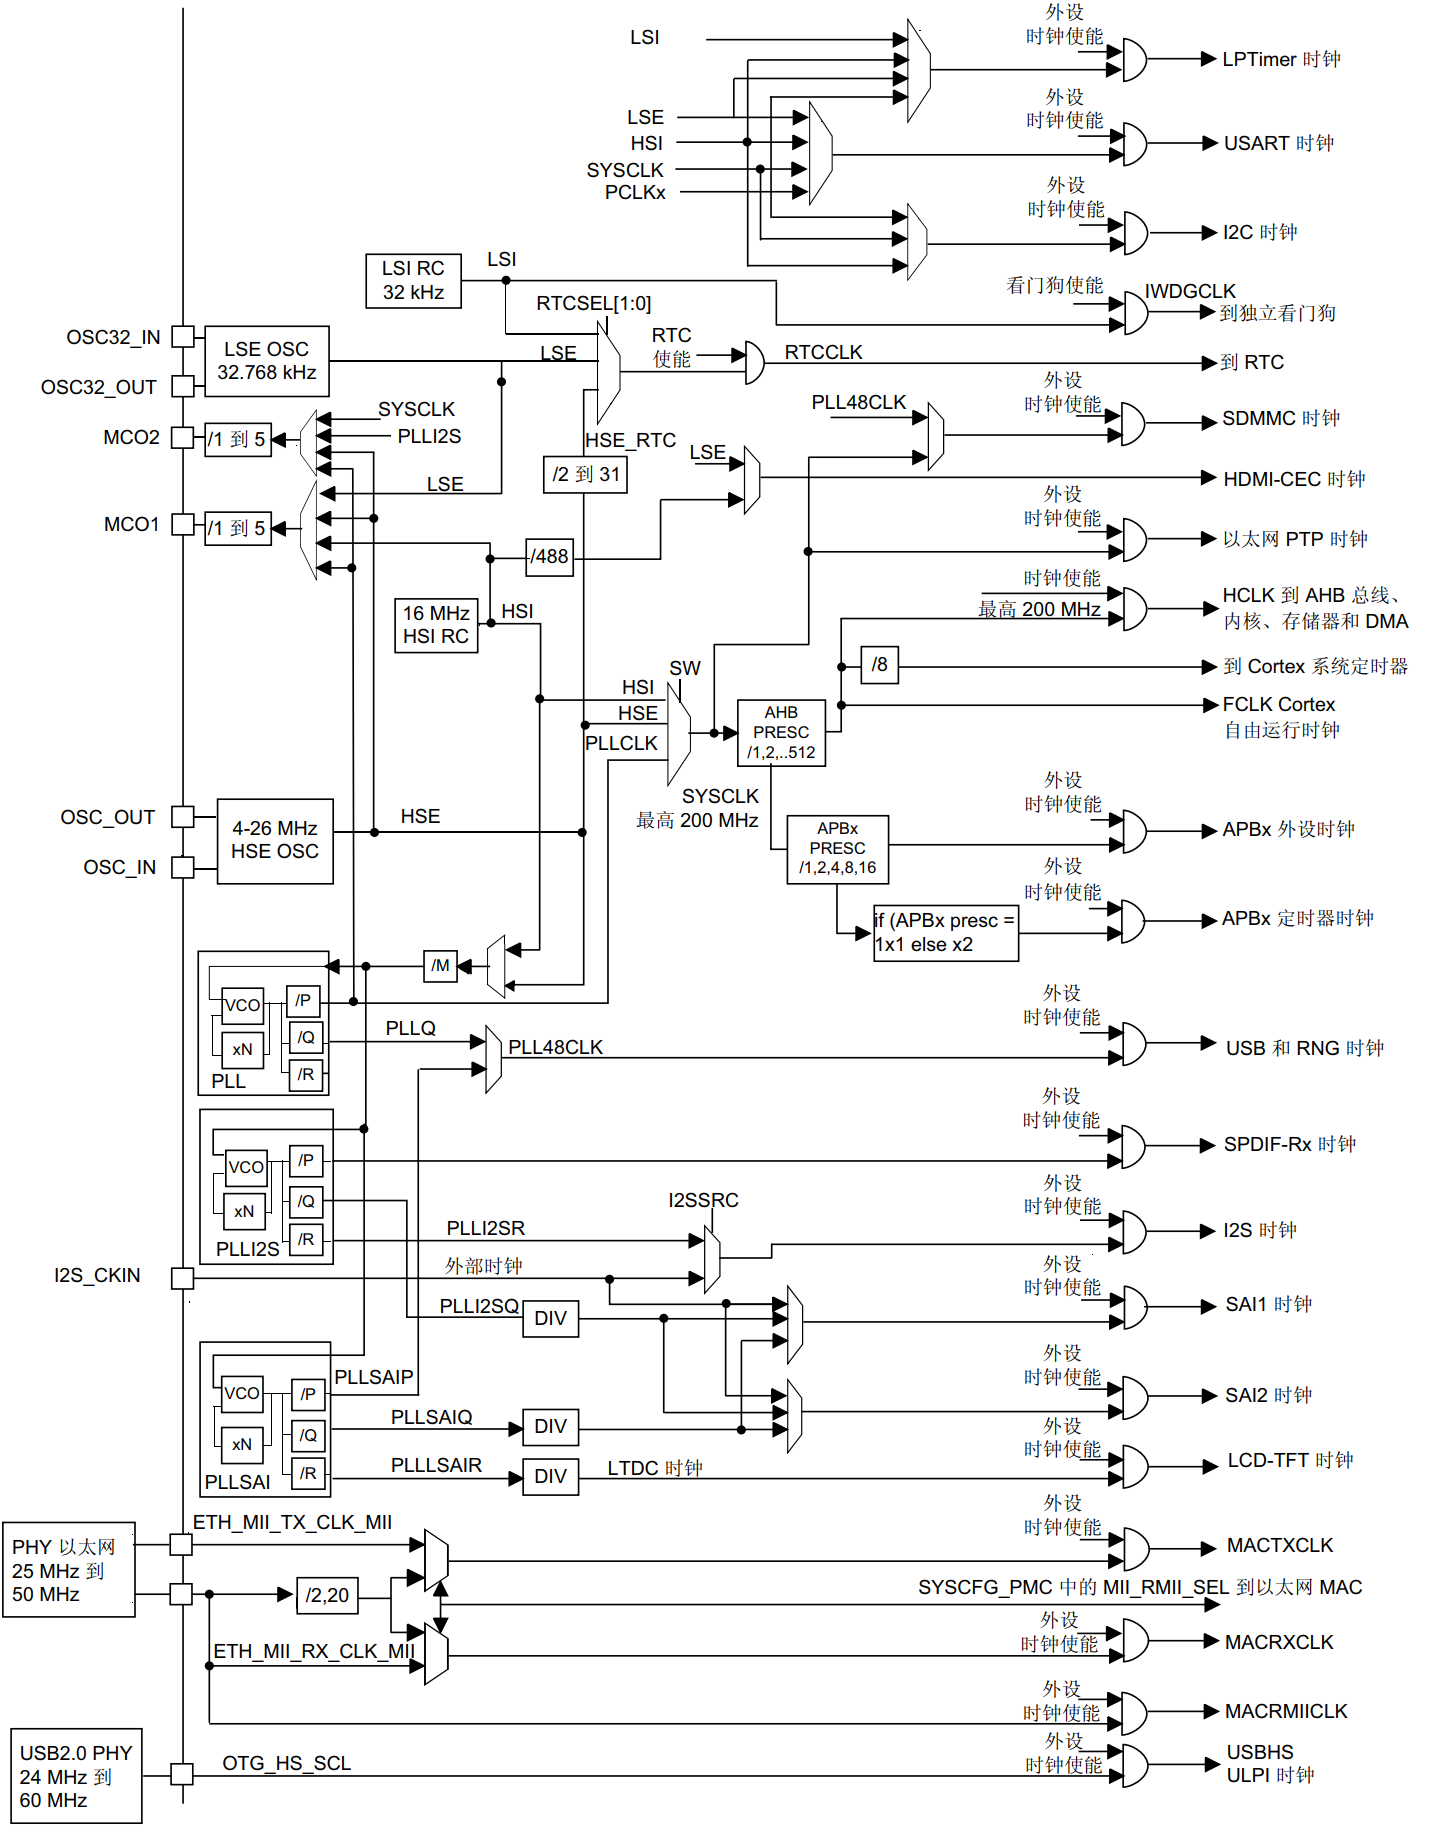 LSI
外设
时钟使能
LPTimer 时钟
LSE
HSI
SYSCLK
PCLKx
外设
时钟使能
USART 时钟
外设
时钟使能
I2C 时钟
LSI RC
32 kHz
LSI
RTCSEL[1:0]
看门狗使能
IWDGCLK
到独立看门狗
OSC32_IN
OSC32_OUT
LSE OSC
32.768 kHz
LSE
RTC
使能
RTCCLK
到 RTC
MCO2
/1 到 5
SYSCLK
PLLI2S
PLL48CLK
外设
时钟使能
SDMMC 时钟
HSE_RTC
/2 到 31
LSE
HDMI-CEC 时钟
LSE
MCO1
/1 到 5
/488
外设
时钟使能
以太网 PTP 时钟
16 MHz
HSI RC
HSI
时钟使能
最高 200 MHz
HCLK 到 AHB 总线、
内核、存储器和 DMA
/8
到 Cortex 系统定时器
SW
HSI
HSE
PLLCLK
AHB
PRESC
/1,2,..512
FCLK Cortex
自由运行时钟
SYSCLK
最高 200 MHz
OSC_OUT
OSC_IN
4-26 MHz
HSE OSC
HSE
APBx
PRESC
/1,2,4,8,16
外设
时钟使能
APBx 外设时钟
外设
时钟使能
APBx 定时器时钟
if (APBx presc =
1x1 else x2
/M
VCO
xN
/P
/Q
/R
PLL
PLLQ
PLL48CLK
外设
时钟使能
USB 和 RNG 时钟
VCO
xN
/P
/Q
/R
PLLI2S
外设
时钟使能
SPDIF-Rx 时钟
PLLI2SR
I2SSRC
外设
时钟使能
I2S 时钟
I2S_CKIN
外部时钟
PLLI2SQ
DIV
外设
时钟使能
SAI1 时钟
VCO
xN
/P
/Q
/R
PLLSAI
PLLSAIP
外设
时钟使能
SAI2 时钟
PLLSAIQ
DIV
PLLLSAIR
DIV
LTDC 时钟
外设
时钟使能
LCD-TFT 时钟
PHY 以太网
25 MHz 到
50 MHz
ETH_MII_TX_CLK_MII
外设
时钟使能
MACTXCLK
/2,20
SYSCFG_PMC 中的 MII_RMII_SEL 到以太网 MAC
ETH_MII_RX_CLK_MII
外设
时钟使能
MACRXCLK
外设
时钟使能
MACRMIICLK
USB2.0 PHY
24 MHz 到
60 MHz
OTG_HS_SCL
外设
时钟使能
USBHS
ULPI 时钟